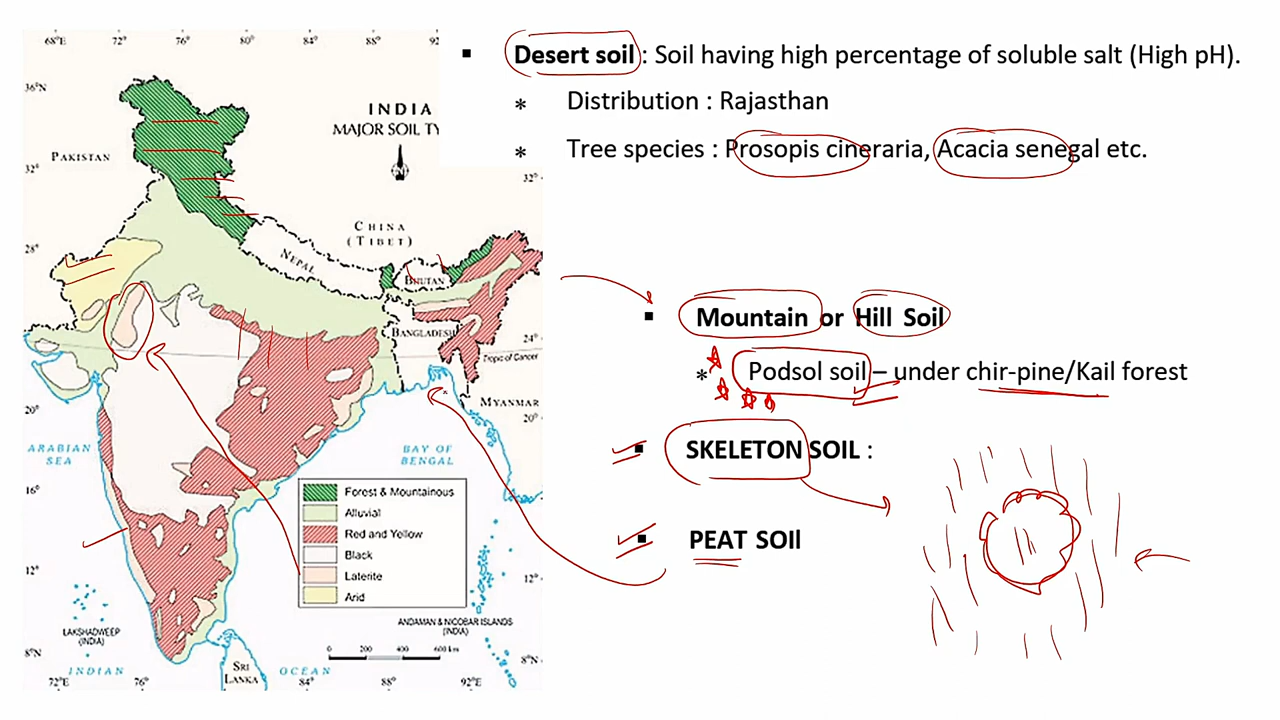 68°E 72° 76° 80° 84° 88° 92
36°N
INDIA
MAJOR SOIL TY
N
PAKISTAN
32°
32°
CHINA
(TIBET)
28°
NEPAL
BHUTAN
BANGLADESH
24°
Tropic of Cancer
MYANMAR
20°
20°
ARABIAN
SEA
BAY OF
BENGAL
16°
Forest & Mountainous
Alluvial
Red and Yellow
Black
Laterite
Arid
12°
12°
LAKSHADWEEP
(INDIA)
ANDAMAN & NICOBAR ISLANDS
(INDIA)
8°N
8°N
SRI
LANKA
0 200 400 600 km
INDIAN OCEAN
72°E 76° 84° 88° 92°E
▪ Desert soil : Soil having high percentage of soluble salt (High pH).
* Distribution : Rajasthan
* Tree species : Prosopis cineraria, Acacia senegal etc.
▪ Mountain or Hill Soil
* Podsol soil – under chir-pine/Kail forest
▪ SKELETON SOIL :
▪ PEAT SOIl